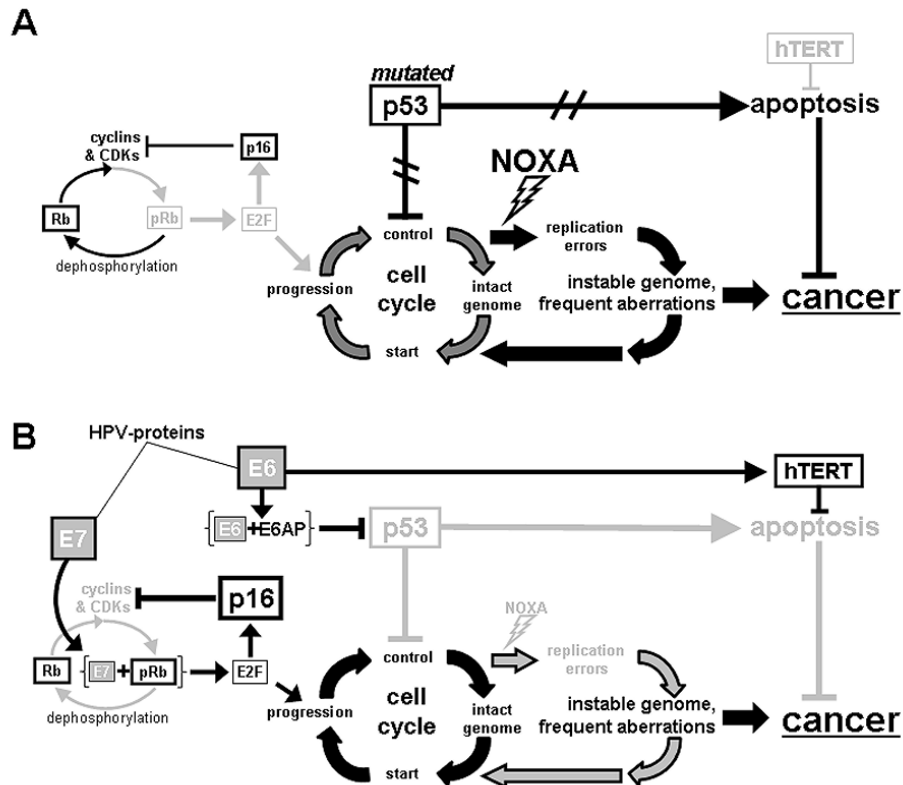 A
hTERT
mutated
p53
apoptosis
cyclins
& CDKs
p16
NOXA
Rb
pRb
E2F
control
replication
errors
dephosphorylation
progression
cell
cycle
intact
genome
instable genome,
frequent aberrations
cancer
start
B
HPV-proteins
E6
hTERT
E7
{ E6 +E6AP}
p53
apoptosis
cyclins
& CDKs
p16
NOXA
Rb
{ E7 + pRb }
E2F
control
replication
errors
dephosphorylation
progression
cell
cycle
intact
genome
instable genome,
frequent aberrations
cancer
start